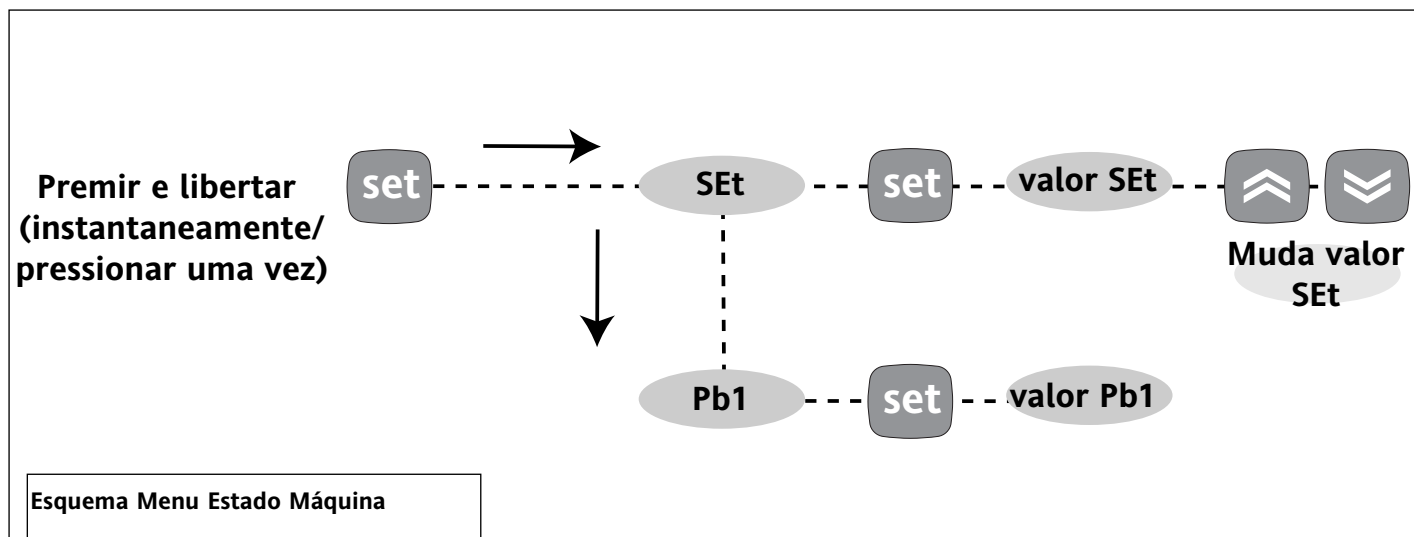 Premir e libertar
(instantaneamente/
pressionar uma vez)
set
SEt
set
valor SEt
Muda valor
SEt
Pb1
set
valor Pb1
Esquema Menu Estado Máquina